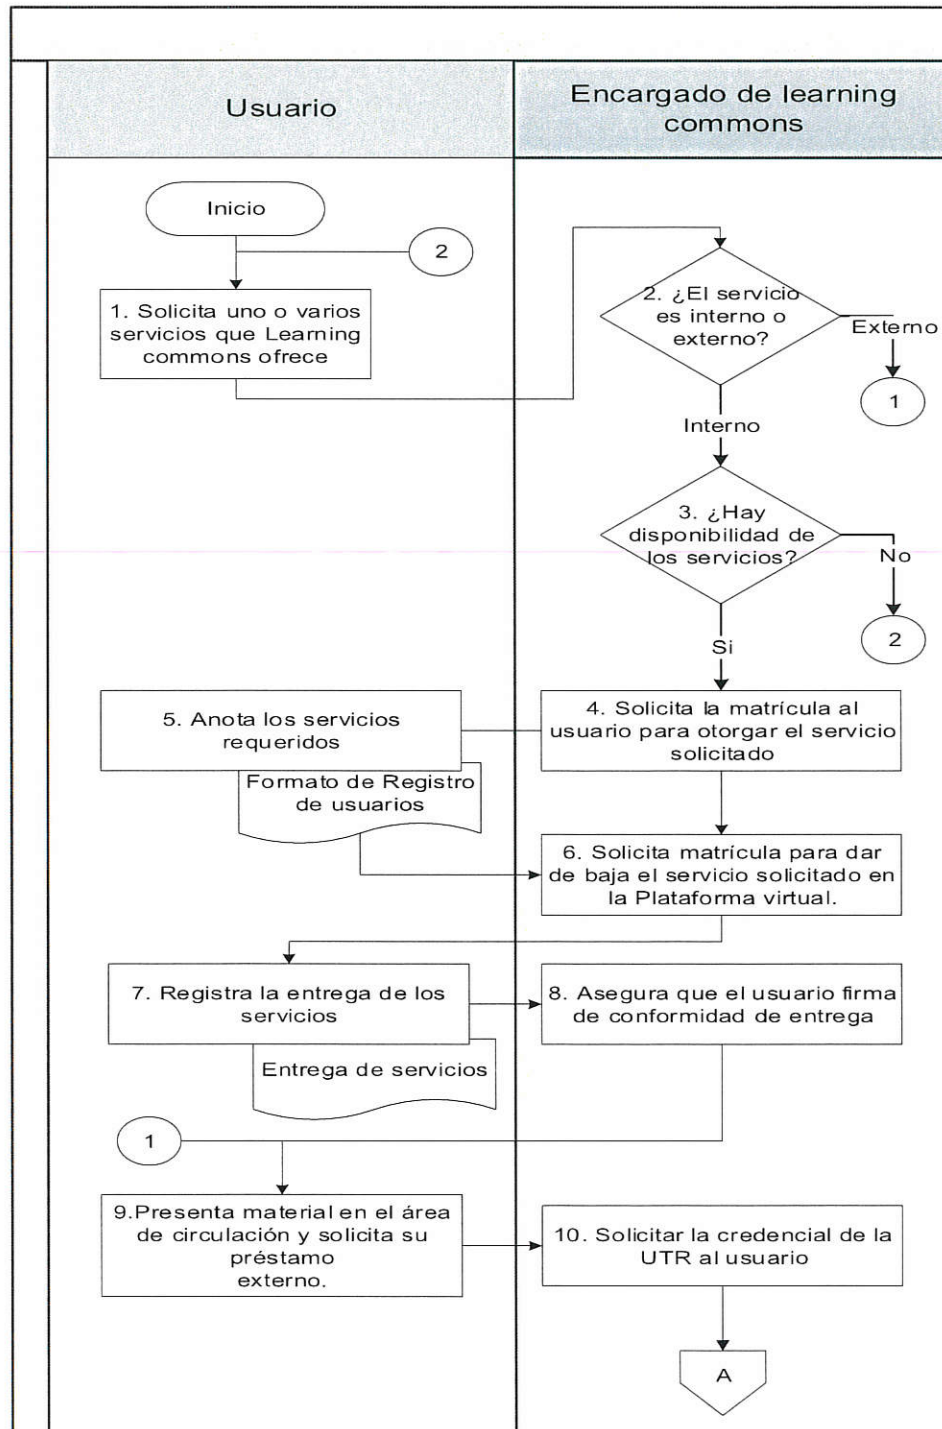 Usuario
Encargado de learning
commons
Inicio
2
1. Solicita uno o varios
servicios que Learning
commons ofrece
2. ¿El servicio
es interno o
externo?
Externo
1
Interno
3. ¿Hay
disponibilidad de
los servicios?
No
2
Si
4. Solicita la matrícula al
usuario para otorgar el servicio
solicitado
5. Anota los servicios
requeridos
Formato de Registro
de usuarios
6. Solicita matrícula para dar
de baja el servicio solicitado en
la Plataforma virtual.
7. Registra la entrega de los
servicios
Entrega de servicios
8. Asegura que el usuario firma
de conformidad de entrega
1
9.Presenta material en el área
de circulación y solicita su
préstamo
externo.
10. Solicitar la credencial de la
UTR al usuario
A